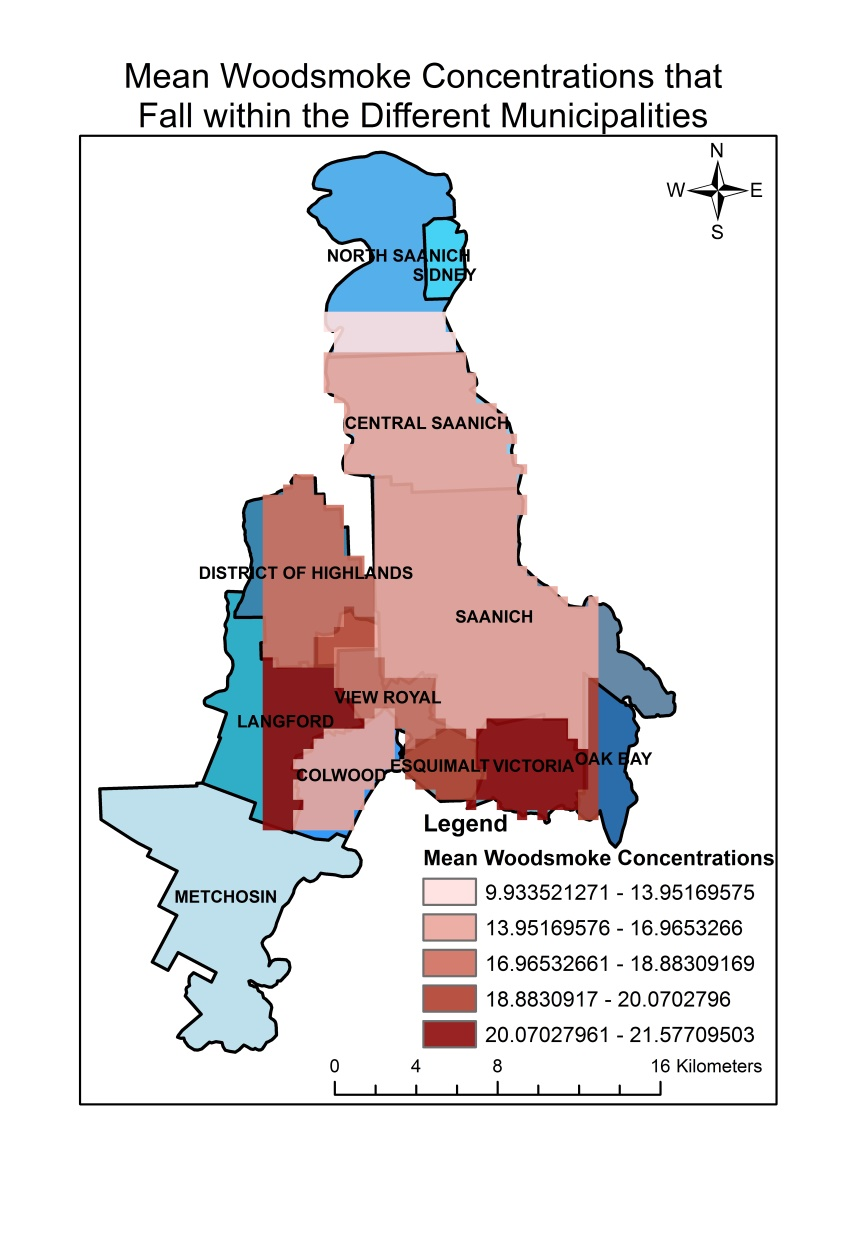 Mean Woodsmoke Concentrations that
Fall within the Different Municipalities
N
W E
S
NORTH SAANICH
SIDNEY
CENTRAL SAANICH
DISTRICT OF HIGHLANDS
SAANICH
VIEW ROYAL
LANGFORD
COLWOOD
ESQUIMALT
VICTORIA
OAK BAY
METCHOSIN
Legend
Mean Woodsmoke Concentrations
9.933521271 - 13.95169575
13.95169576 - 16.9653266
16.96532661 - 18.88309169
18.8830917 - 20.0702796
20.07027961 - 21.57709503
0 4 8 16 Kilometers